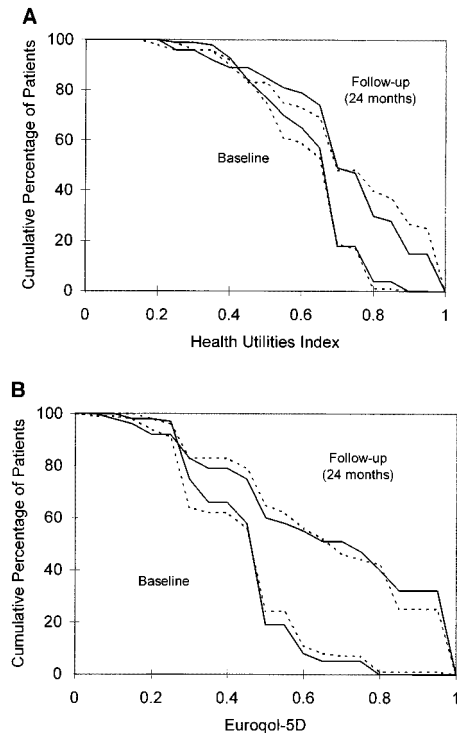 A
Cumulative Percentage of Patients
100
80
60
40
20
0
Follow-up
(24 months)
Baseline
0 0.2 0.4 0.6 0.8 1
Health Utilities Index
B
Cumulative Percentage of Patients
100
80
60
40
20
0
Follow-up
(24 months)
Baseline
0 0.2 0.4 0.6 0.8 1
Euroqol-5D